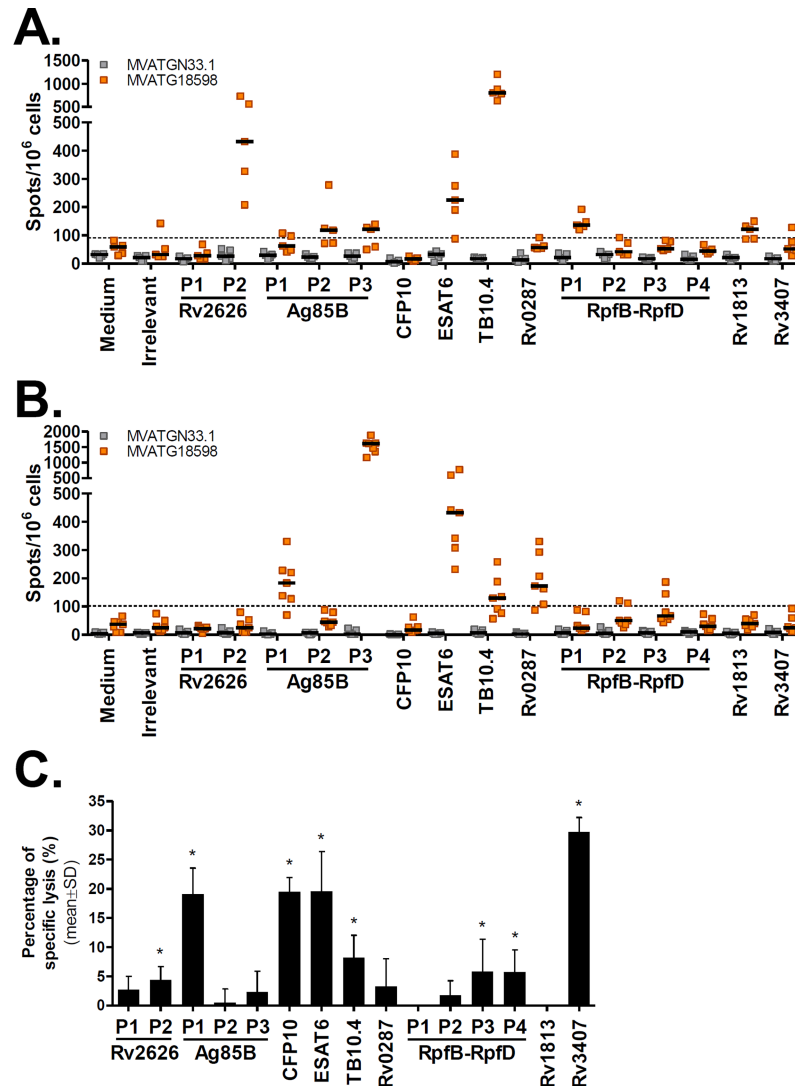 A.
MVATGN33.1
MVATG18598
1500
1000
500
400
300
200
100
0
Spots/10⁶ cells
Medium
Irrelevant
P1 P2
Rv2626
P1 P2 P3
Ag85B
CFP10
ESAT6
TB10.4
Rv0287
P1 P2 P3 P4
RpfB-RpfD
Rv1813
Rv3407
B.
MVATGN33.1
MVATG18598
2000
1500
1000
500
400
300
200
100
0
Spots/10⁶ cells
Medium
Irrelevant
P1 P2
Rv2626
P1 P2 P3
Ag85B
CFP10
ESAT6
TB10.4
Rv0287
P1 P2 P3 P4
RpfB-RpfD
Rv1813
Rv3407
C.
35
30
25
20
15
10
5
0
Percentage of
specific lysis (%)
(mean±SD)
* * * * * * * *
P1 P2
Rv2626
P1 P2 P3
Ag85B
CFP10
ESAT6
TB10.4
Rv0287
P1 P2 P3 P4
RpfB-RpfD
Rv1813
Rv3407